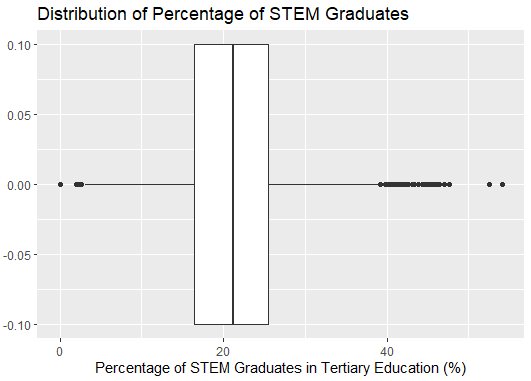 Distribution of Percentage of STEM Graduates
0.10
0.05
0.00
-0.05
-0.10
0 20 40
Percentage of STEM Graduates in Tertiary Education (%)